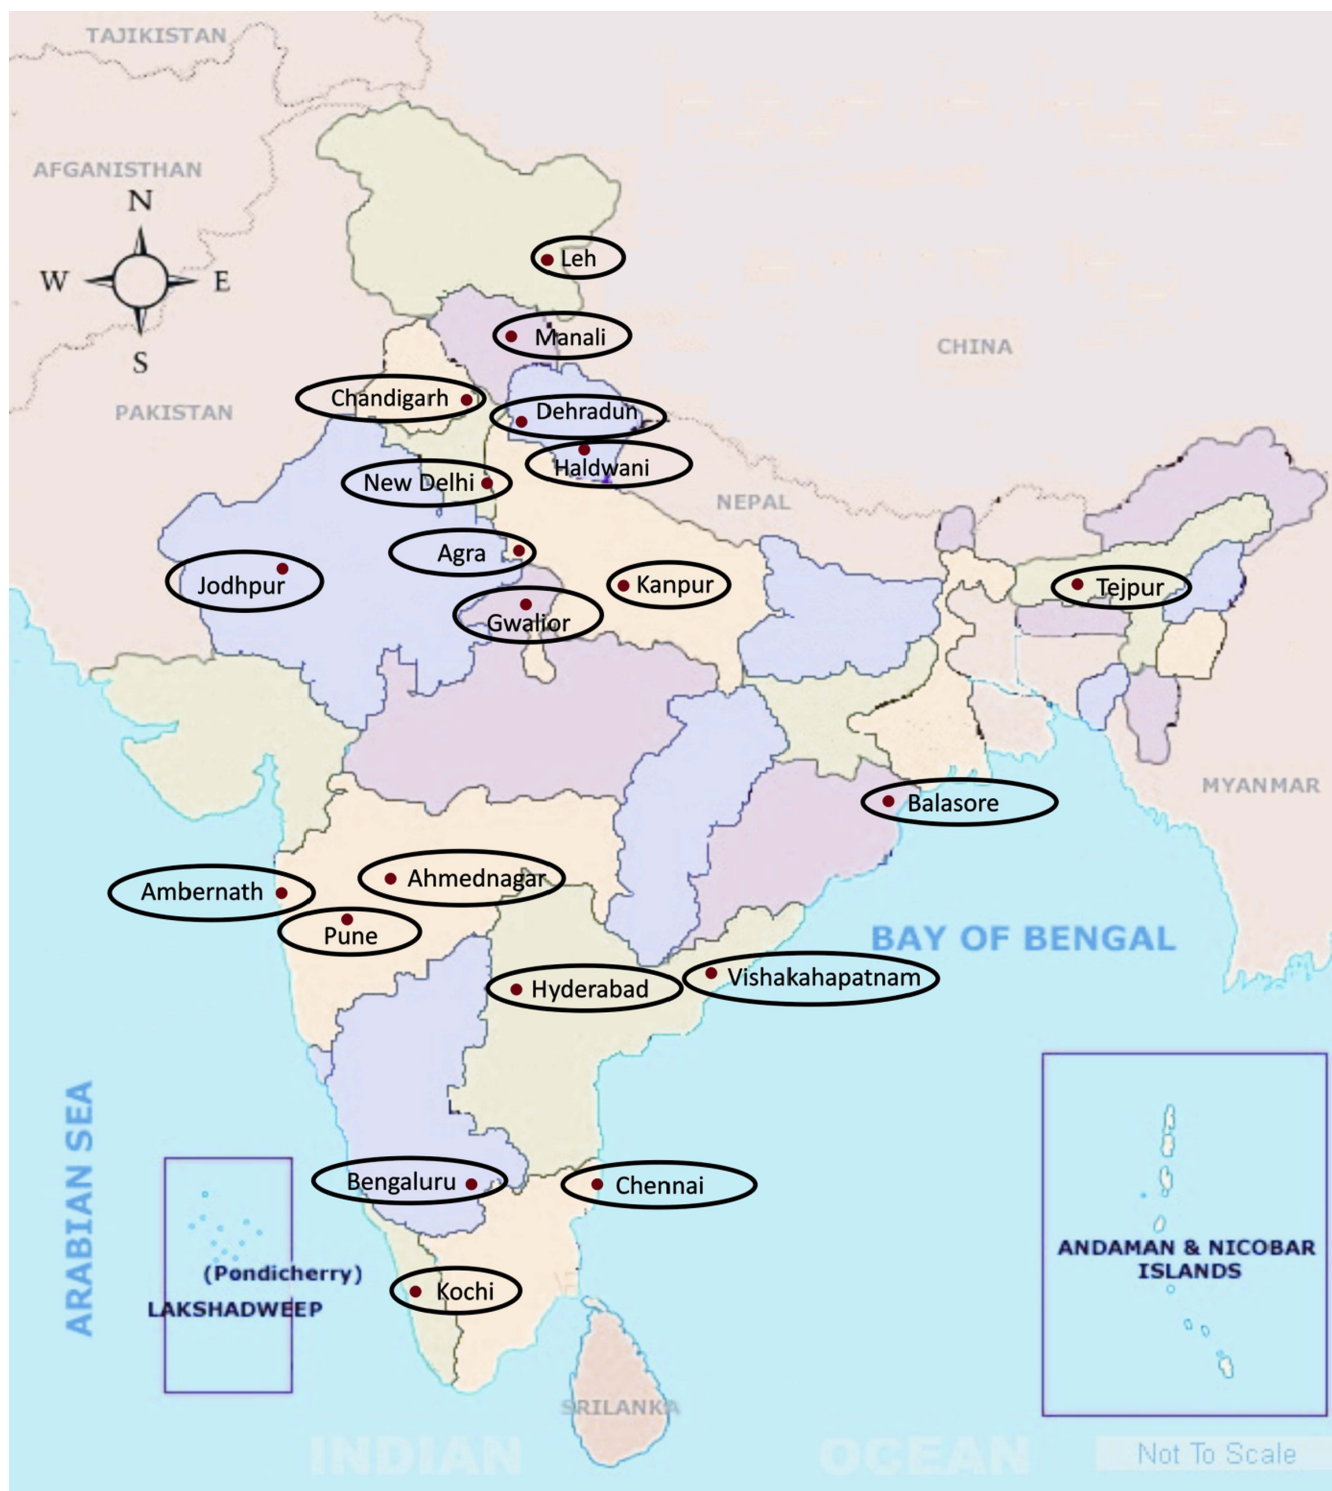 TAJIKISTAN
AFGANISTHAN
N
W
E
S
PAKISTAN
Leh
Manali
CHINA
Chandigarh
Dehradun
Haldwani
New Delhi
NEPAL
Agra
Jodhpur
Kanpur
Tejpur
Gwalior
MYANMAR
Balasore
Ahmednagar
Ambernath
Pune
BAY OF BENGAL
Vishakahapatnam
Hyderabad
ARABIAN SEA
Bengaluru
Chennai
ANDAMAN & NICOBAR
ISLANDS
(Pondicherry)
LAKSHADWEEP
Kochi
SRILANKA
INDIAN OCEAN
Not To Scale